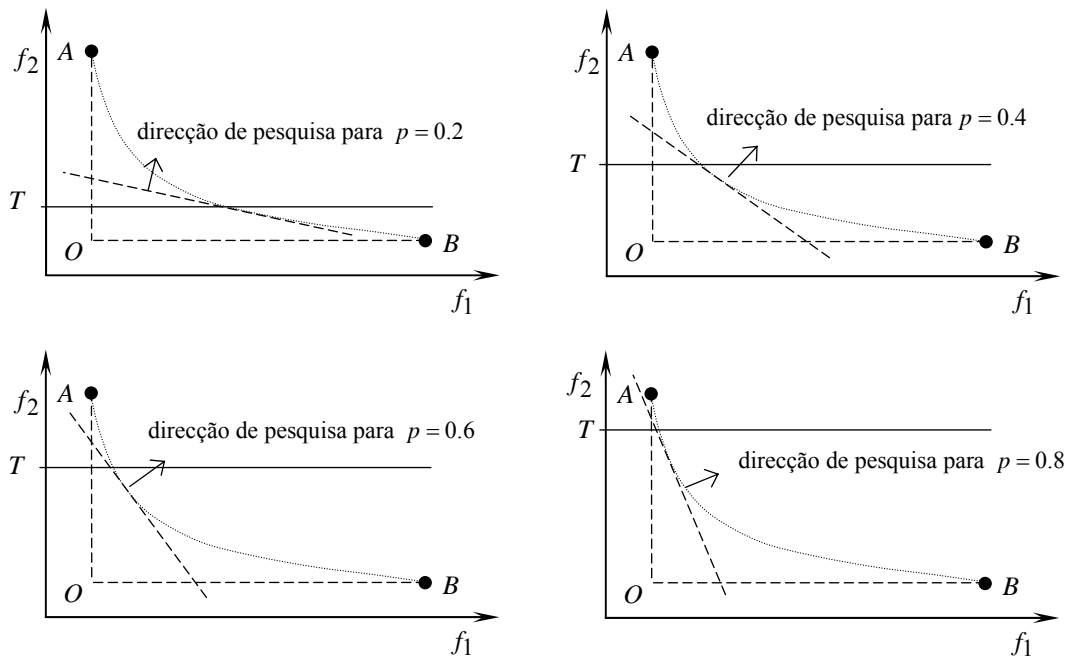 f2
A
direcção de pesquisa para p = 0.2
T
O
B
f1
f2
A
direcção de pesquisa para p = 0.4
T
O
B
f1
f2
A
direcção de pesquisa para p = 0.6
T
O
B
f1
f2
A
T
direcção de pesquisa para p = 0.8
O
B
f1